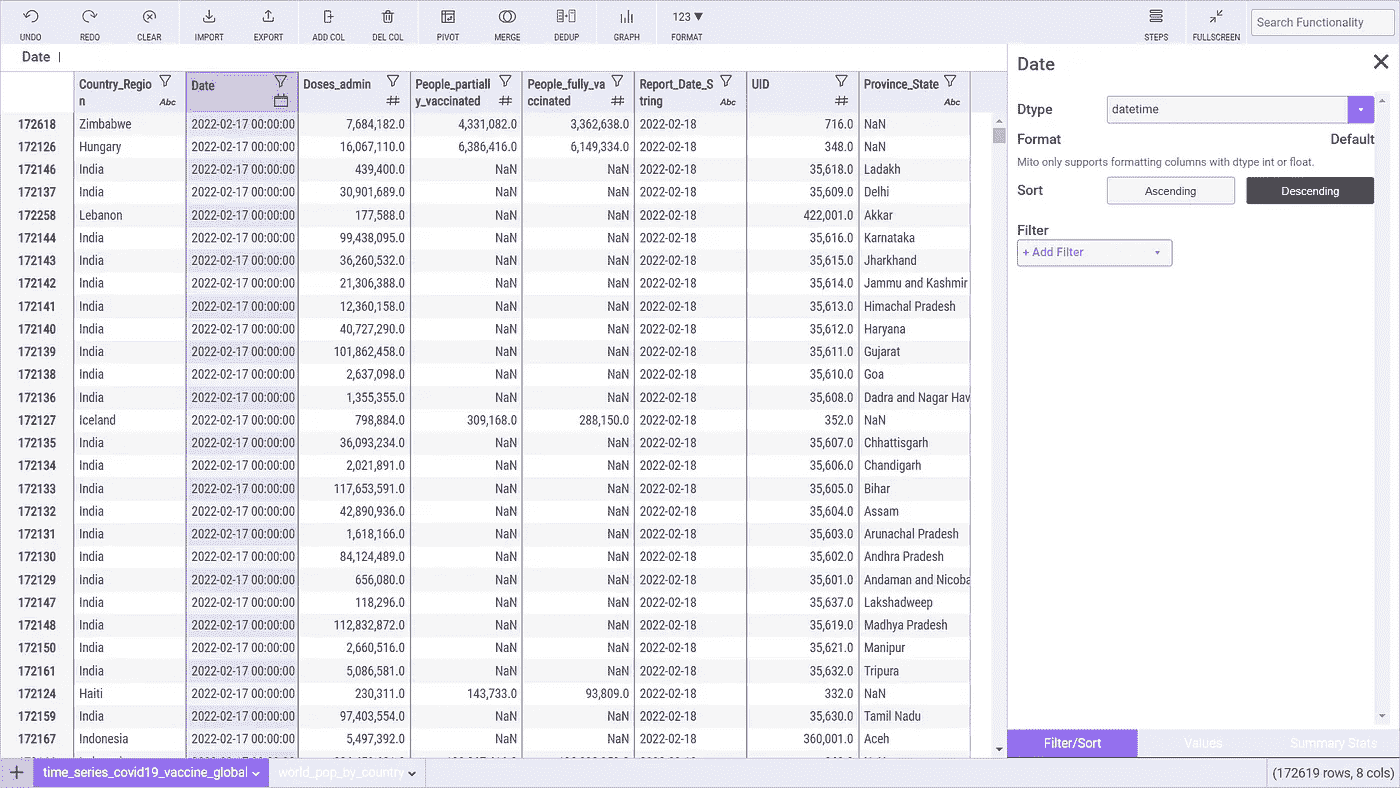 UNDO REDO CLEAR IMPORT EXPORT ADD COL DEL COL PIVOT MERGE DEDUP GRAPH 123 ▼ FORMAT STEPS FULLSCREEN Search Functionality
Date
Country_Regio
n Abc
Date
Doses_admin ##
People_partiall
y_vaccinated ##
People_fully_va
ccinated ##
Report_Date_S
tring Abc
UID ##
Province_State Abc
172618 Zimbabwe 2022-02-17 00:00:00 7,684,182.0 4,331,082.0 3,362,638.0 2022-02-18 716.0 NaN
172126 Hungary 2022-02-17 00:00:00 16,067,110.0 6,386,416.0 6,149,334.0 2022-02-18 348.0 NaN
172146 India 2022-02-17 00:00:00 439,400.0 NaN NaN 2022-02-18 35,618.0 Ladakh
172137 India 2022-02-17 00:00:00 30,901,689.0 NaN NaN 2022-02-18 35,609.0 Delhi
172258 Lebanon 2022-02-17 00:00:00 177,588.0 NaN NaN 2022-02-18 422,001.0 Akkar
172144 India 2022-02-17 00:00:00 99,438,095.0 NaN NaN 2022-02-18 35,616.0 Karnataka
172143 India 2022-02-17 00:00:00 36,260,532.0 NaN NaN 2022-02-18 35,615.0 Jharkhand
172142 India 2022-02-17 00:00:00 21,306,388.0 NaN NaN 2022-02-18 35,614.0 Jammu and Kashmir
172141 India 2022-02-17 00:00:00 12,360,158.0 NaN NaN 2022-02-18 35,613.0 Himachal Pradesh
172140 India 2022-02-17 00:00:00 40,727,290.0 NaN NaN 2022-02-18 35,612.0 Haryana
172139 India 2022-02-17 00:00:00 101,862,458.0 NaN NaN 2022-02-18 35,611.0 Gujarat
172138 India 2022-02-17 00:00:00 2,637,098.0 NaN NaN 2022-02-18 35,610.0 Goa
172136 India 2022-02-17 00:00:00 1,355,355.0 NaN NaN 2022-02-18 35,608.0 Dadra and Nagar Hav
172127 Iceland 2022-02-17 00:00:00 798,884.0 309,168.0 288,150.0 2022-02-18 352.0 NaN
172135 India 2022-02-17 00:00:00 36,093,234.0 NaN NaN 2022-02-18 35,607.0 Chhattisgarh
172134 India 2022-02-17 00:00:00 2,021,891.0 NaN NaN 2022-02-18 35,606.0 Chandigarh
172133 India 2022-02-17 00:00:00 117,653,591.0 NaN NaN 2022-02-18 35,605.0 Bihar
172132 India 2022-02-17 00:00:00 42,890,936.0 NaN NaN 2022-02-18 35,604.0 Assam
172131 India 2022-02-17 00:00:00 1,618,166.0 NaN NaN 2022-02-18 35,603.0 Arunachal Pradesh
172130 India 2022-02-17 00:00:00 84,124,489.0 NaN NaN 2022-02-18 35,602.0 Andhra Pradesh
172129 India 2022-02-17 00:00:00 656,080.0 NaN NaN 2022-02-18 35,601.0 Andaman and Nicoba
172147 India 2022-02-17 00:00:00 118,296.0 NaN NaN 2022-02-18 35,637.0 Lakshadweep
172148 India 2022-02-17 00:00:00 112,832,872.0 NaN NaN 2022-02-18 35,619.0 Madhya Pradesh
172150 India 2022-02-17 00:00:00 2,660,516.0 NaN NaN 2022-02-18 35,621.0 Manipur
172161 India 2022-02-17 00:00:00 5,086,581.0 NaN NaN 2022-02-18 35,632.0 Tripura
172124 Haiti 2022-02-17 00:00:00 230,311.0 143,733.0 93,809.0 2022-02-18 332.0 NaN
172159 India 2022-02-17 00:00:00 97,403,554.0 NaN NaN 2022-02-18 35,630.0 Tamil Nadu
172167 Indonesia 2022-02-17 00:00:00 5,497,392.0 NaN NaN 2022-02-18 360,001.0 Aceh
Date
Dtype datetime
Format Default
Mito only supports formatting columns with dtype int or float.
Sort Ascending Descending
Filter
+ Add Filter
Filter/Sort Values Summary Stats
+ time_series_covid19_vaccine_global world_pop_by_country (172619 rows, 8 cols)